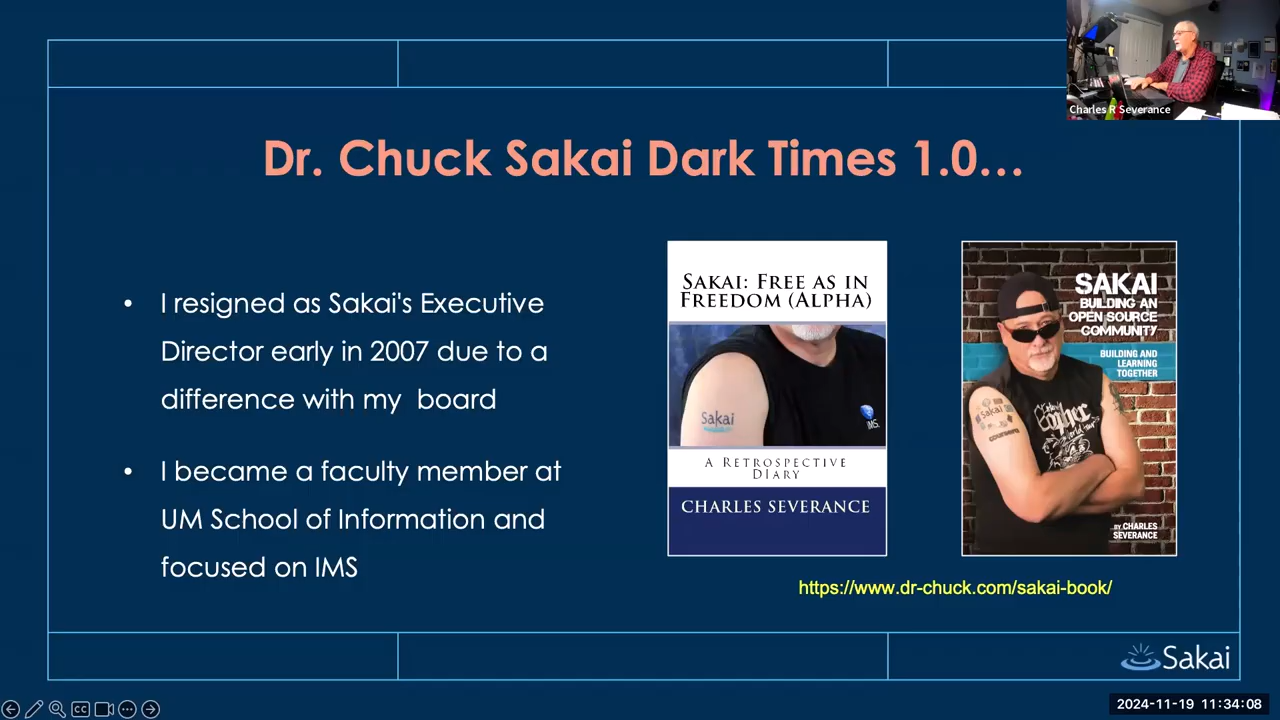 Charles R Severance
Dr. Chuck Sakai Dark Times 1.0...
• I resigned as Sakai's Executive
Director early in 2007 due to a
difference with my board
• I became a faculty member at
UM School of Information and
focused on IMS
SAKAI: FREE AS IN
FREEDOM (ALPHA)
Sakai
IMS.
A RETROSPECTIVE
DIARY
CHARLES SEVERANCE
SAKAI
BUILDING AN
OPEN SOURCE
COMMUNITY
BUILDING AND
LEARNING
TOGETHER
Sakai
BY CHARLES
SEVERANCE
https://www.dr-chuck.com/sakai-book/
Sakai
CC
2024-11-19 11:34:08